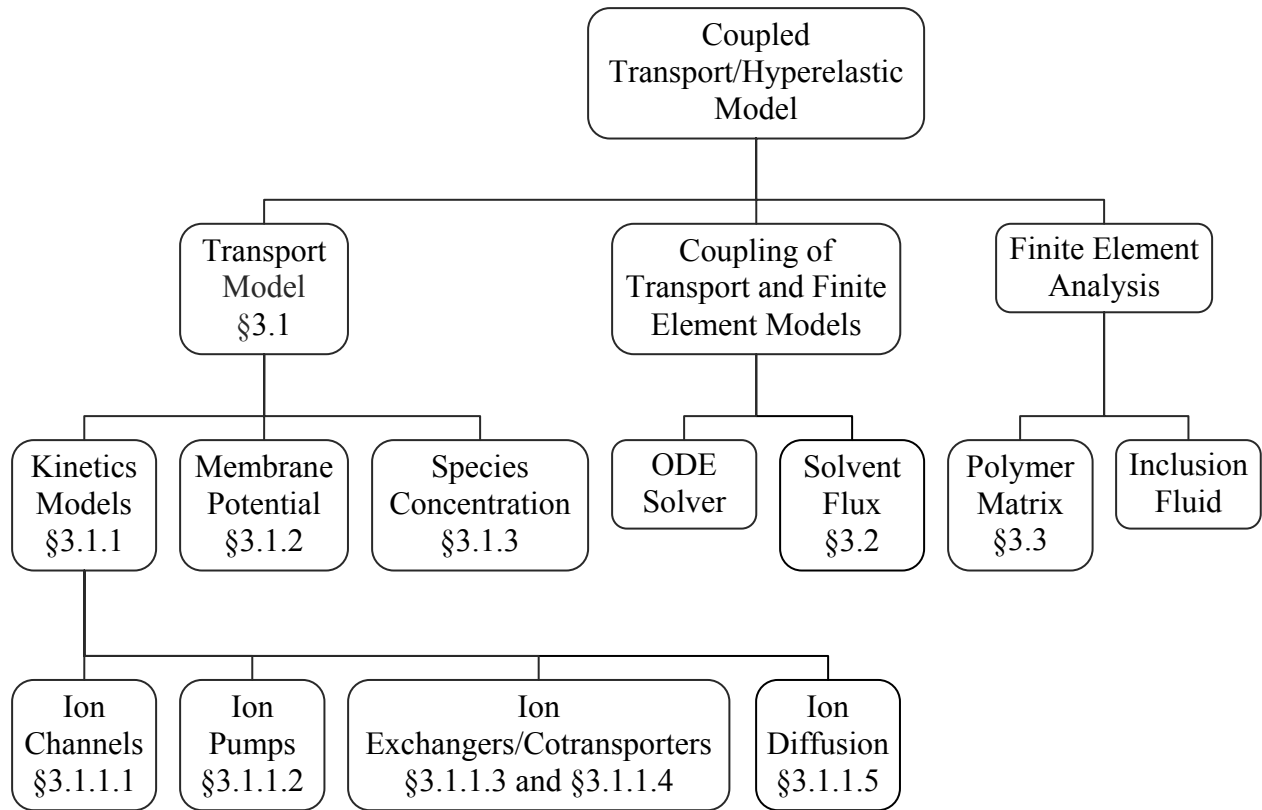 Coupled
Transport/Hyperelastic
Model
Transport
Model
§3.1
Coupling of
Transport and Finite
Element Models
Finite Element
Analysis
Kinetics
Models
§3.1.1
Membrane
Potential
§3.1.2
Species
Concentration
§3.1.3
ODE
Solver
Solvent
Flux
§3.2
Polymer
Matrix
§3.3
Inclusion
Fluid
Ion
Channels
§3.1.1.1
Ion
Pumps
§3.1.1.2
Ion
Exchangers/Cotransporters
§3.1.1.3 and §3.1.1.4
Ion
Diffusion
§3.1.1.5